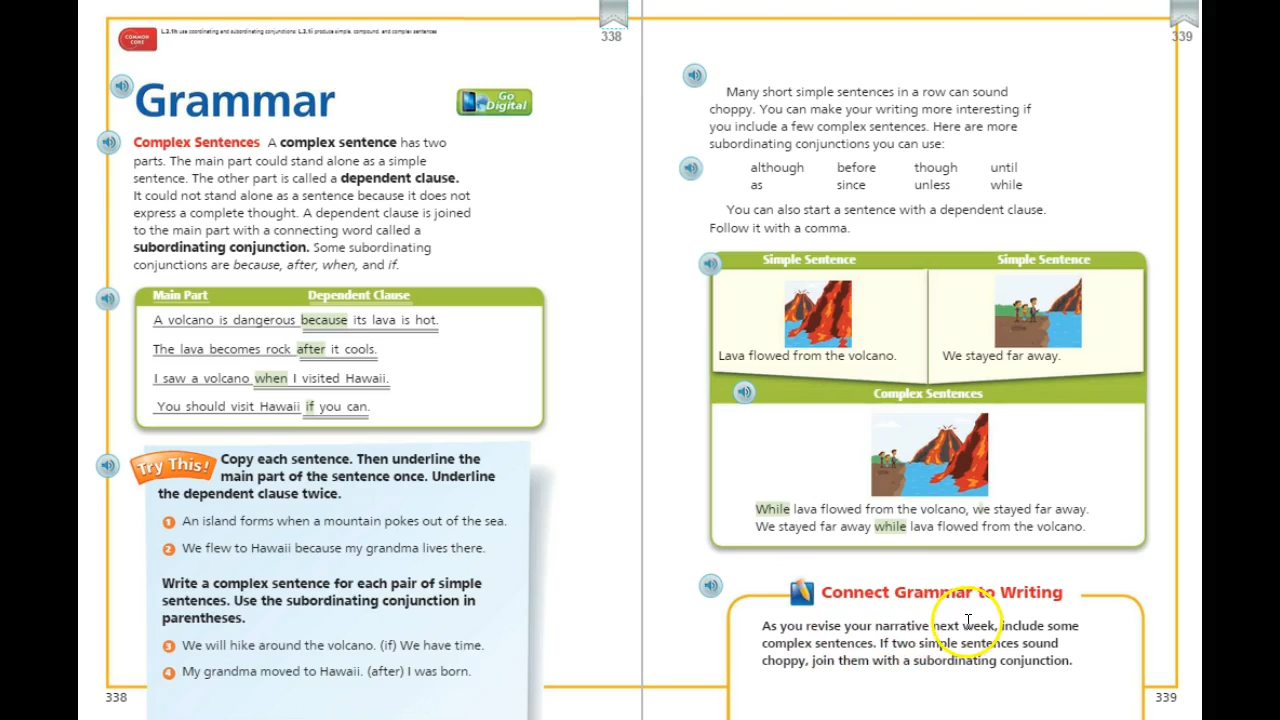 338
COMMON CORE
L.3.1h use coordinating and subordinating conjunctions; L.3.1i produce simple, compound, and complex sentences
Grammar
Go Digital
Complex Sentences A complex sentence has two
parts. The main part could stand alone as a simple
sentence. The other part is called a dependent clause.
It could not stand alone as a sentence because it does not
express a complete thought. A dependent clause is joined
to the main part with a connecting word called a
subordinating conjunction. Some subordinating
conjunctions are because, after, when, and if.
Main Part Dependent Clause
A volcano is dangerous because its lava is hot.
The lava becomes rock after it cools.
I saw a volcano when I visited Hawaii.
You should visit Hawaii if you can.
Try This! Copy each sentence. Then underline the
main part of the sentence once. Underline
the dependent clause twice.
1 An island forms when a mountain pokes out of the sea.
2 We flew to Hawaii because my grandma lives there.
Write a complex sentence for each pair of simple
sentences. Use the subordinating conjunction in
parentheses.
3 We will hike around the volcano. (if) We have time.
4 My grandma moved to Hawaii. (after) I was born.
338
339
Many short simple sentences in a row can sound
choppy. You can make your writing more interesting if
you include a few complex sentences. Here are more
subordinating conjunctions you can use:
although before though until
as since unless while
You can also start a sentence with a dependent clause.
Follow it with a comma.
Simple Sentence Simple Sentence
Lava flowed from the volcano. We stayed far away.
Complex Sentences
While lava flowed from the volcano, we stayed far away.
We stayed far away while lava flowed from the volcano.
Connect Grammar to Writing
As you revise your narrative next week, include some
complex sentences. If two simple sentences sound
choppy, join them with a subordinating conjunction.
339